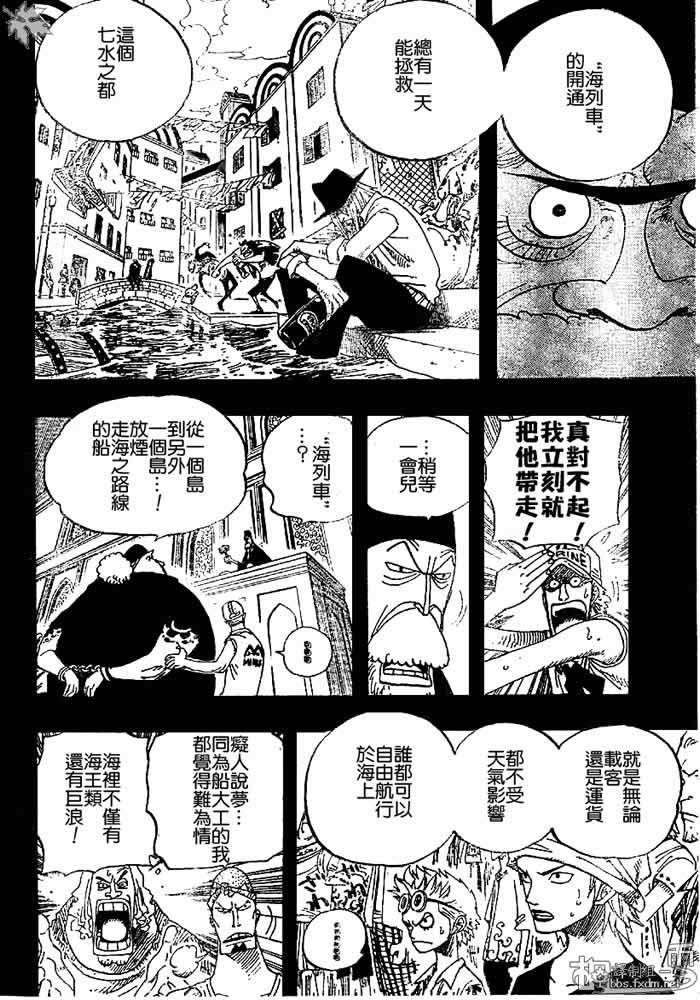 “海列車”
的開通
總有一天
能拯救
這個
七水之都
真對不起！
我立刻就
把他帶走！
…稍等
一會兒
“海列車”
…？
從一個島
到另外
一個島…！
放煙
走海之路線
的船
MARINE
就是無論
載客
還是運貨
都不受
天氣影響
誰都可以
自由航行
於海上
癡人說夢…
同為船大工的我
都覺得難為情
海裡不僅有
海王類
還有巨浪！
bbs.fxdm.net